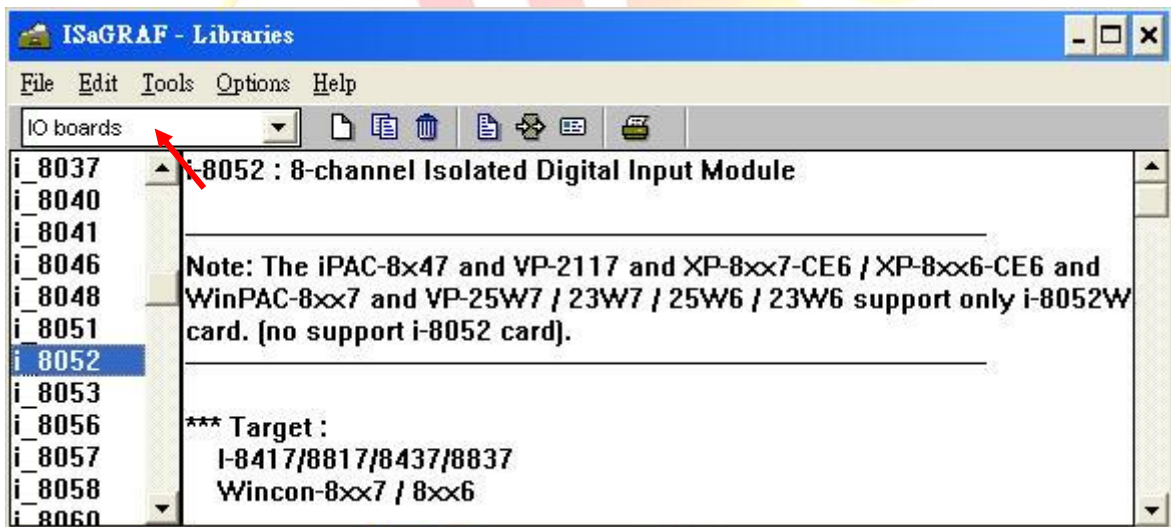 ISaGRAF - Libraries
File Edit Tools Options Help
IO boards
i_8037
i_8040
i_8041
i_8046
i_8048
i_8051
i_8052
i_8053
i_8056
i_8057
i_8058
i_8060
i-8052 : 8-channel Isolated Digital Input Module
Note: The iPAC-8x47 and VP-2117 and XP-8xx7-CE6 / XP-8xx6-CE6 and
WinPAC-8xx7 and VP-25W7 / 23W7 / 25W6 / 23W6 support only i-8052W
card. (no support i-8052 card).
*** Target :
I-8417/8817/8437/8837
Wincon-8xx7 / 8xx6